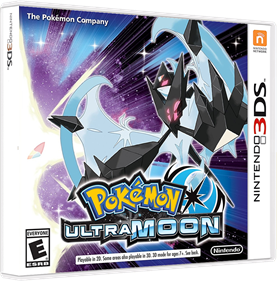 The Pokémon Company
n
NINTENDO 3DS
NINTENDO 3DS
POKéMON
ULTRA MOON
EVERYONE
E
ESRB
Playable in 2D. Some areas also playable in 3D. 3D mode for ages 7+. See back.
Nintendo